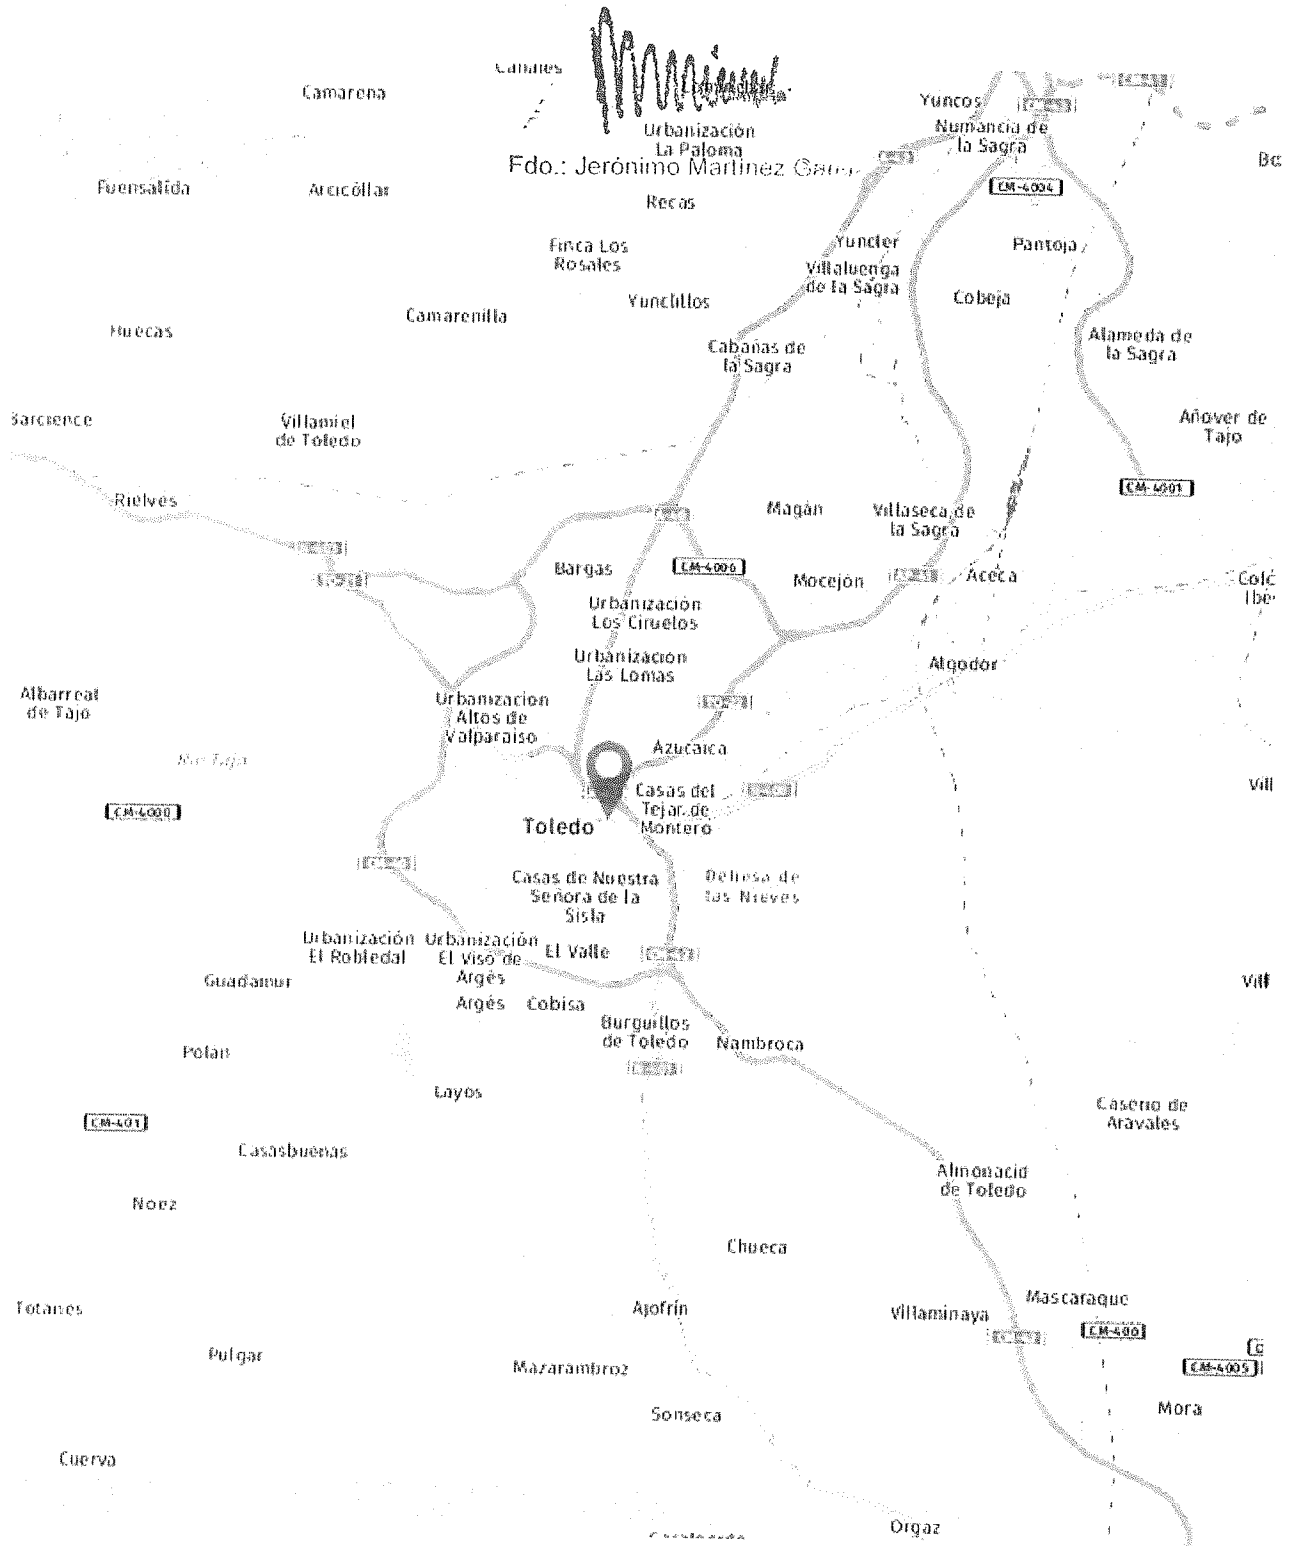 Camarena
Urbanización
La Paloma
Fdo.: Jerónimo Martínez
Yuncos
Numancia de
la Sagra
CM-4004
Fuensalida
Arcicóllar
Recas
Finca Los
Rosales
Yuncler
Pantoja
Villaluenga
de la Sagra
Cobeja
Yunclillos
Camarenilla
Huecas
Cabañas de
la Sagra
Alameda de
la Sagra
Barcience
Villamiel
de Toledo
Añover de
Tajo
CM-4001
Rielves
Magán
Villaseca de
la Sagra
Bargas
CM-4006
Mocejón
Aceca
Urbanización
Los Ciruelos
Urbanización
Las Lomas
Algodor
Albarreal
de Tajo
Urbanización
Altos de
Valparaiso
Azucaica
Río Tajo
CM-4000
Casas del
Tejar de
Montero
Toledo
Casas de Nuestra
Señora de la
Sisla
Dehesa de
las Nieves
Urbanización
El Robledal
Urbanización
El Viso de
Argés
El Valle
Guadamur
Argés
Cobisa
Burguillos
de Toledo
Nambroca
Polán
Layos
CM-401
Caserio de
Aravales
Casasbuenas
Almonacid
de Toledo
Noez
Chueca
Totanés
Ajofrín
Villaminaya
Mascaraque
CM-400
CM-4005
Pulgar
Mazarambroz
Sonseca
Mora
Cuerva
Orgaz